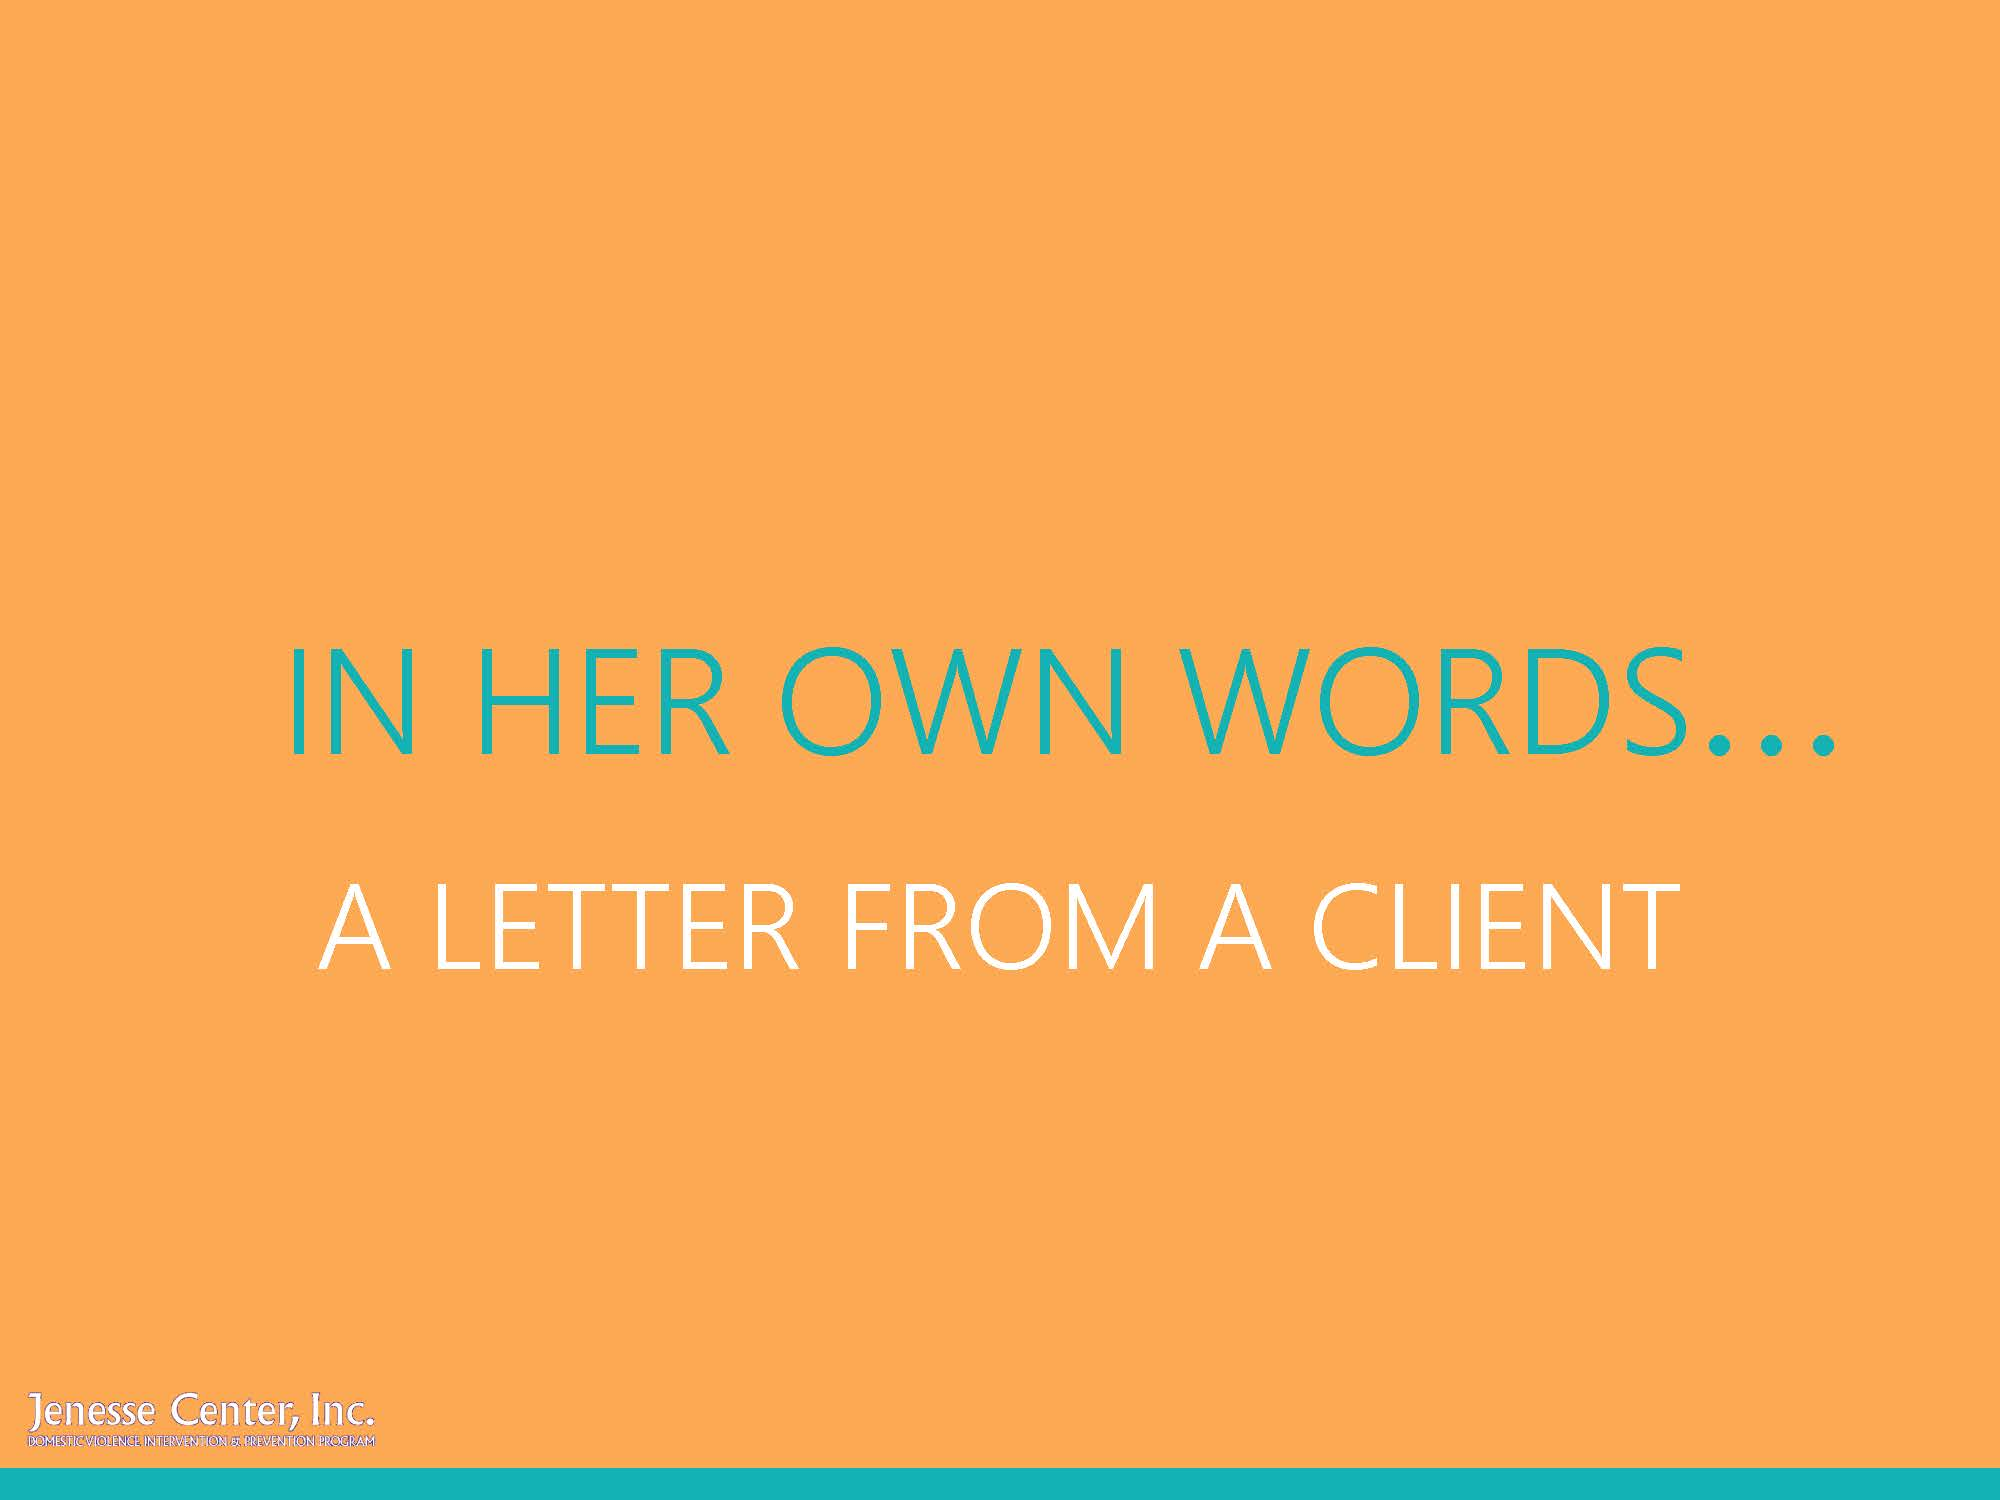 IN HER OWN WORDS...
A LETTER FROM A CLIENT
Jenesse Center, Inc.
DOMESTIC VIOLENCE INTERVENTION & PREVENTION PROGRAM